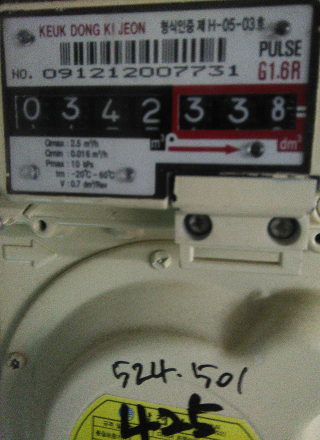 KEUK DONG KI JEON 형식인증 제 H-05-03호
PULSE
NO. 091212007731 G1.6R
0342 338
m³ dm³
Qmax : 2.5 m³/h
Qmin : 0.016 m³/h
Pmax : 10 kPa
tm : -20℃ ~60℃
V : 0.7 dm³/Rev
524.501
425